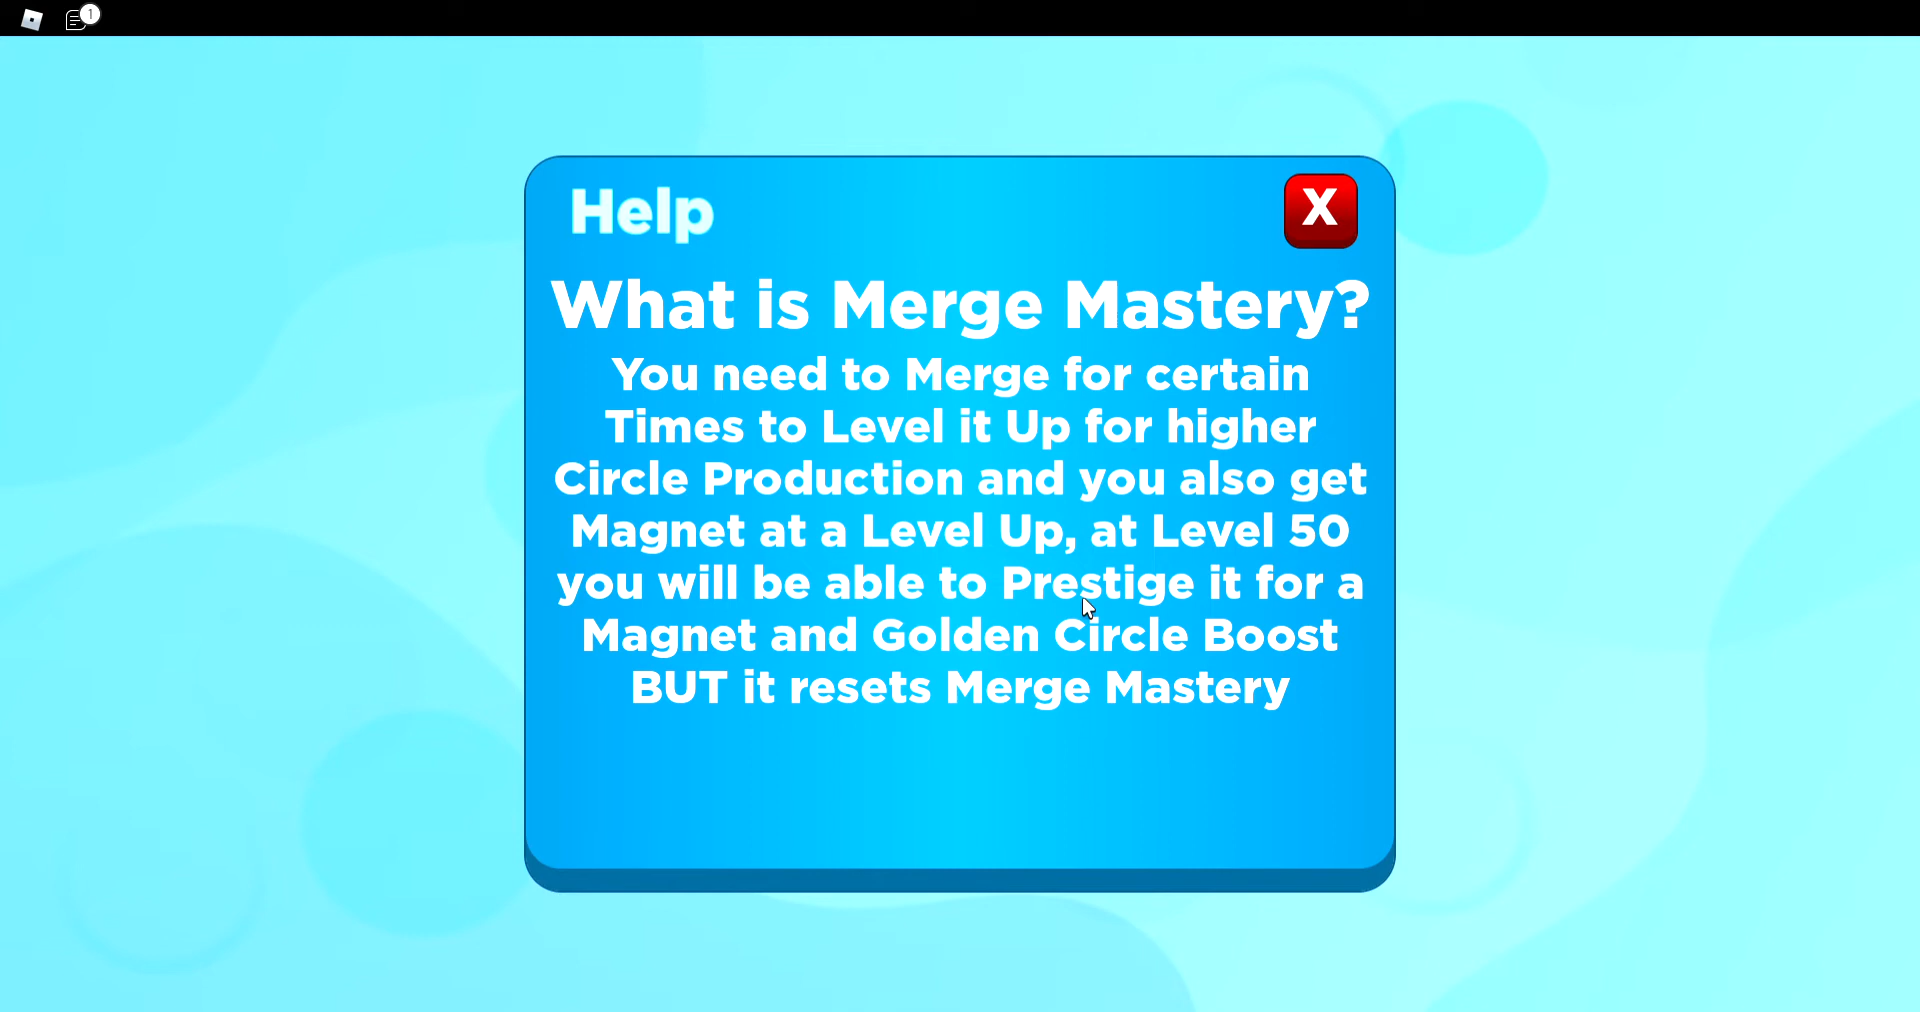 1
Help
X
What is Merge Mastery?
You need to Merge for certain
Times to Level it Up for higher
Circle Production and you also get
Magnet at a Level Up, at Level 50
you will be able to Prestige it for a
Magnet and Golden Circle Boost
BUT it resets Merge Mastery